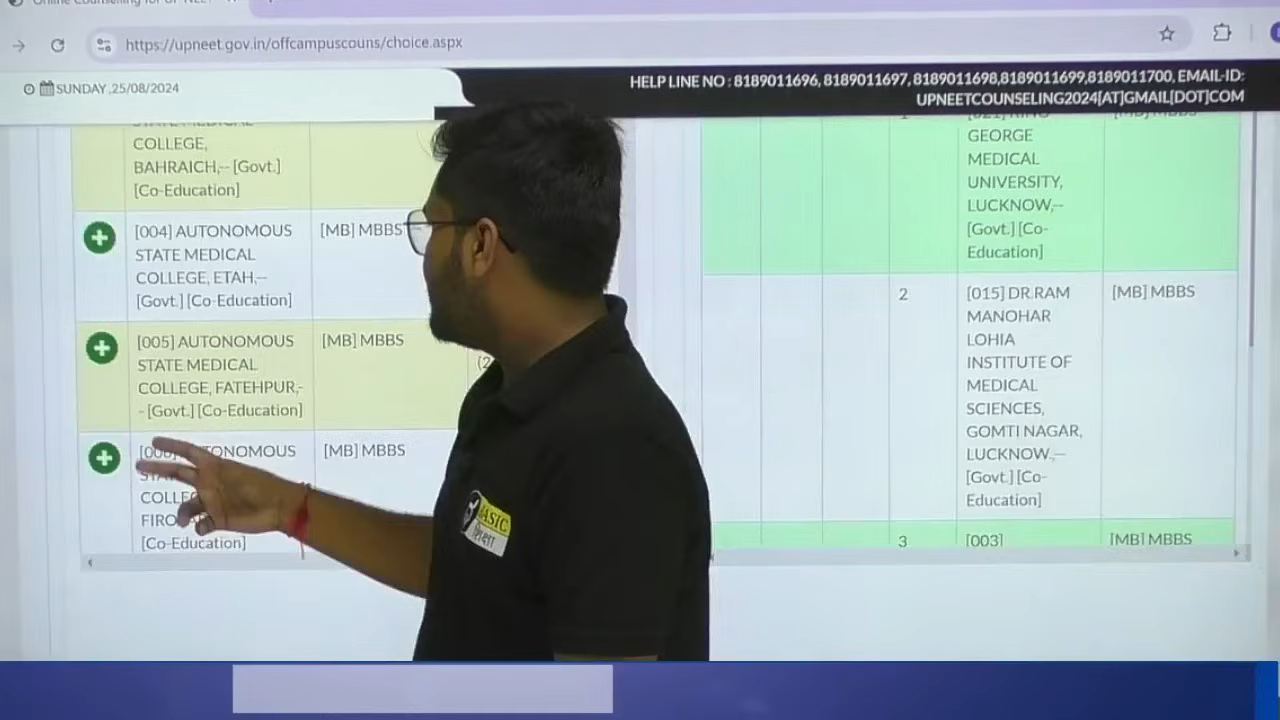 https://upneet.gov.in/offcampuscouns/choice.aspx
SUNDAY ,25/08/2024
HELP LINE NO : 8189011696, 8189011697, 8189011698,8189011699,8189011700, EMAIL-ID:
UPNEETCOUNSELING2024[AT]GMAIL[DOT]COM
COLLEGE,
BAHRAICH,-- [Govt.]
[Co-Education]
[004] AUTONOMOUS
STATE MEDICAL
COLLEGE, ETAH,--
[Govt.] [Co-Education]
[MB] MBBS
[005] AUTONOMOUS
STATE MEDICAL
COLLEGE, FATEHPUR,-
- [Govt.] [Co-Education]
[MB] MBBS
(2
[MB] MBBS
[Co-Education]
GEORGE
MEDICAL
UNIVERSITY,
LUCKNOW,--
[Govt.] [Co-
Education]
2
[015] DR.RAM
MANOHAR
LOHIA
INSTITUTE OF
MEDICAL
SCIENCES,
GOMTI NAGAR,
LUCKNOW,--
[Govt.] [Co-
Education]
[MB] MBBS
3
[003]
[MB] MBBS
BASIC
शिक्षा